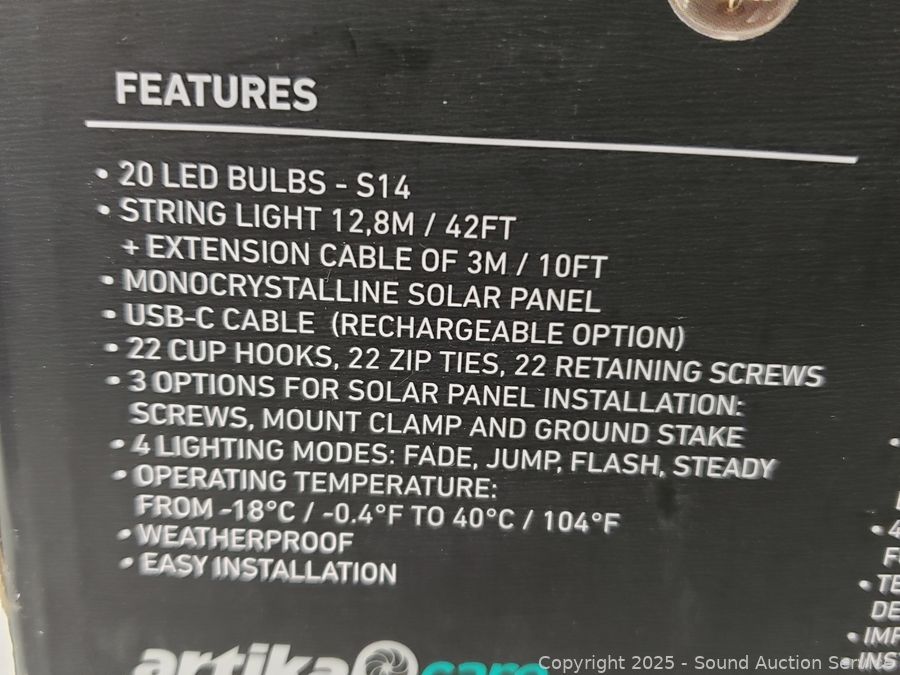 FEATURES
• 20 LED BULBS - S14
• STRING LIGHT 12,8M / 42FT
+ EXTENSION CABLE OF 3M / 10FT
• MONOCRYSTALLINE SOLAR PANEL
• USB-C CABLE (RECHARGEABLE OPTION)
• 22 CUP HOOKS, 22 ZIP TIES, 22 RETAINING SCREWS
• 3 OPTIONS FOR SOLAR PANEL INSTALLATION:
SCREWS, MOUNT CLAMP AND GROUND STAKE
• 4 LIGHTING MODES: FADE, JUMP, FLASH, STEADY
• OPERATING TEMPERATURE:
FROM -18°C / -0.4°F TO 40°C / 104°F
• WEATHERPROOF
• EASY INSTALLATION
artika care
Copyright 2025 - Sound Auction Service